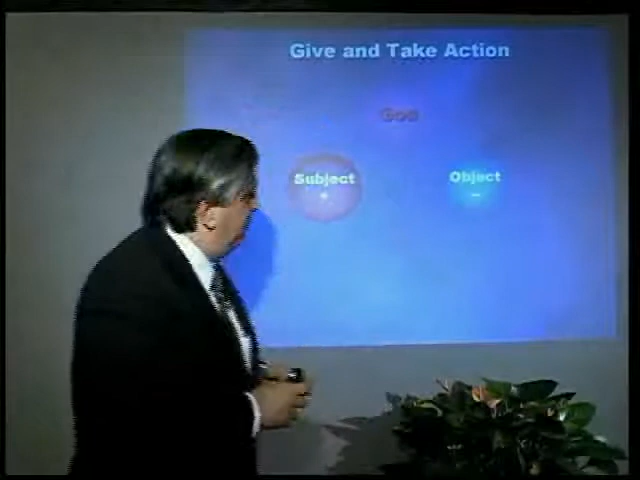 Give and Take Action
God
Subject
+
Object
−